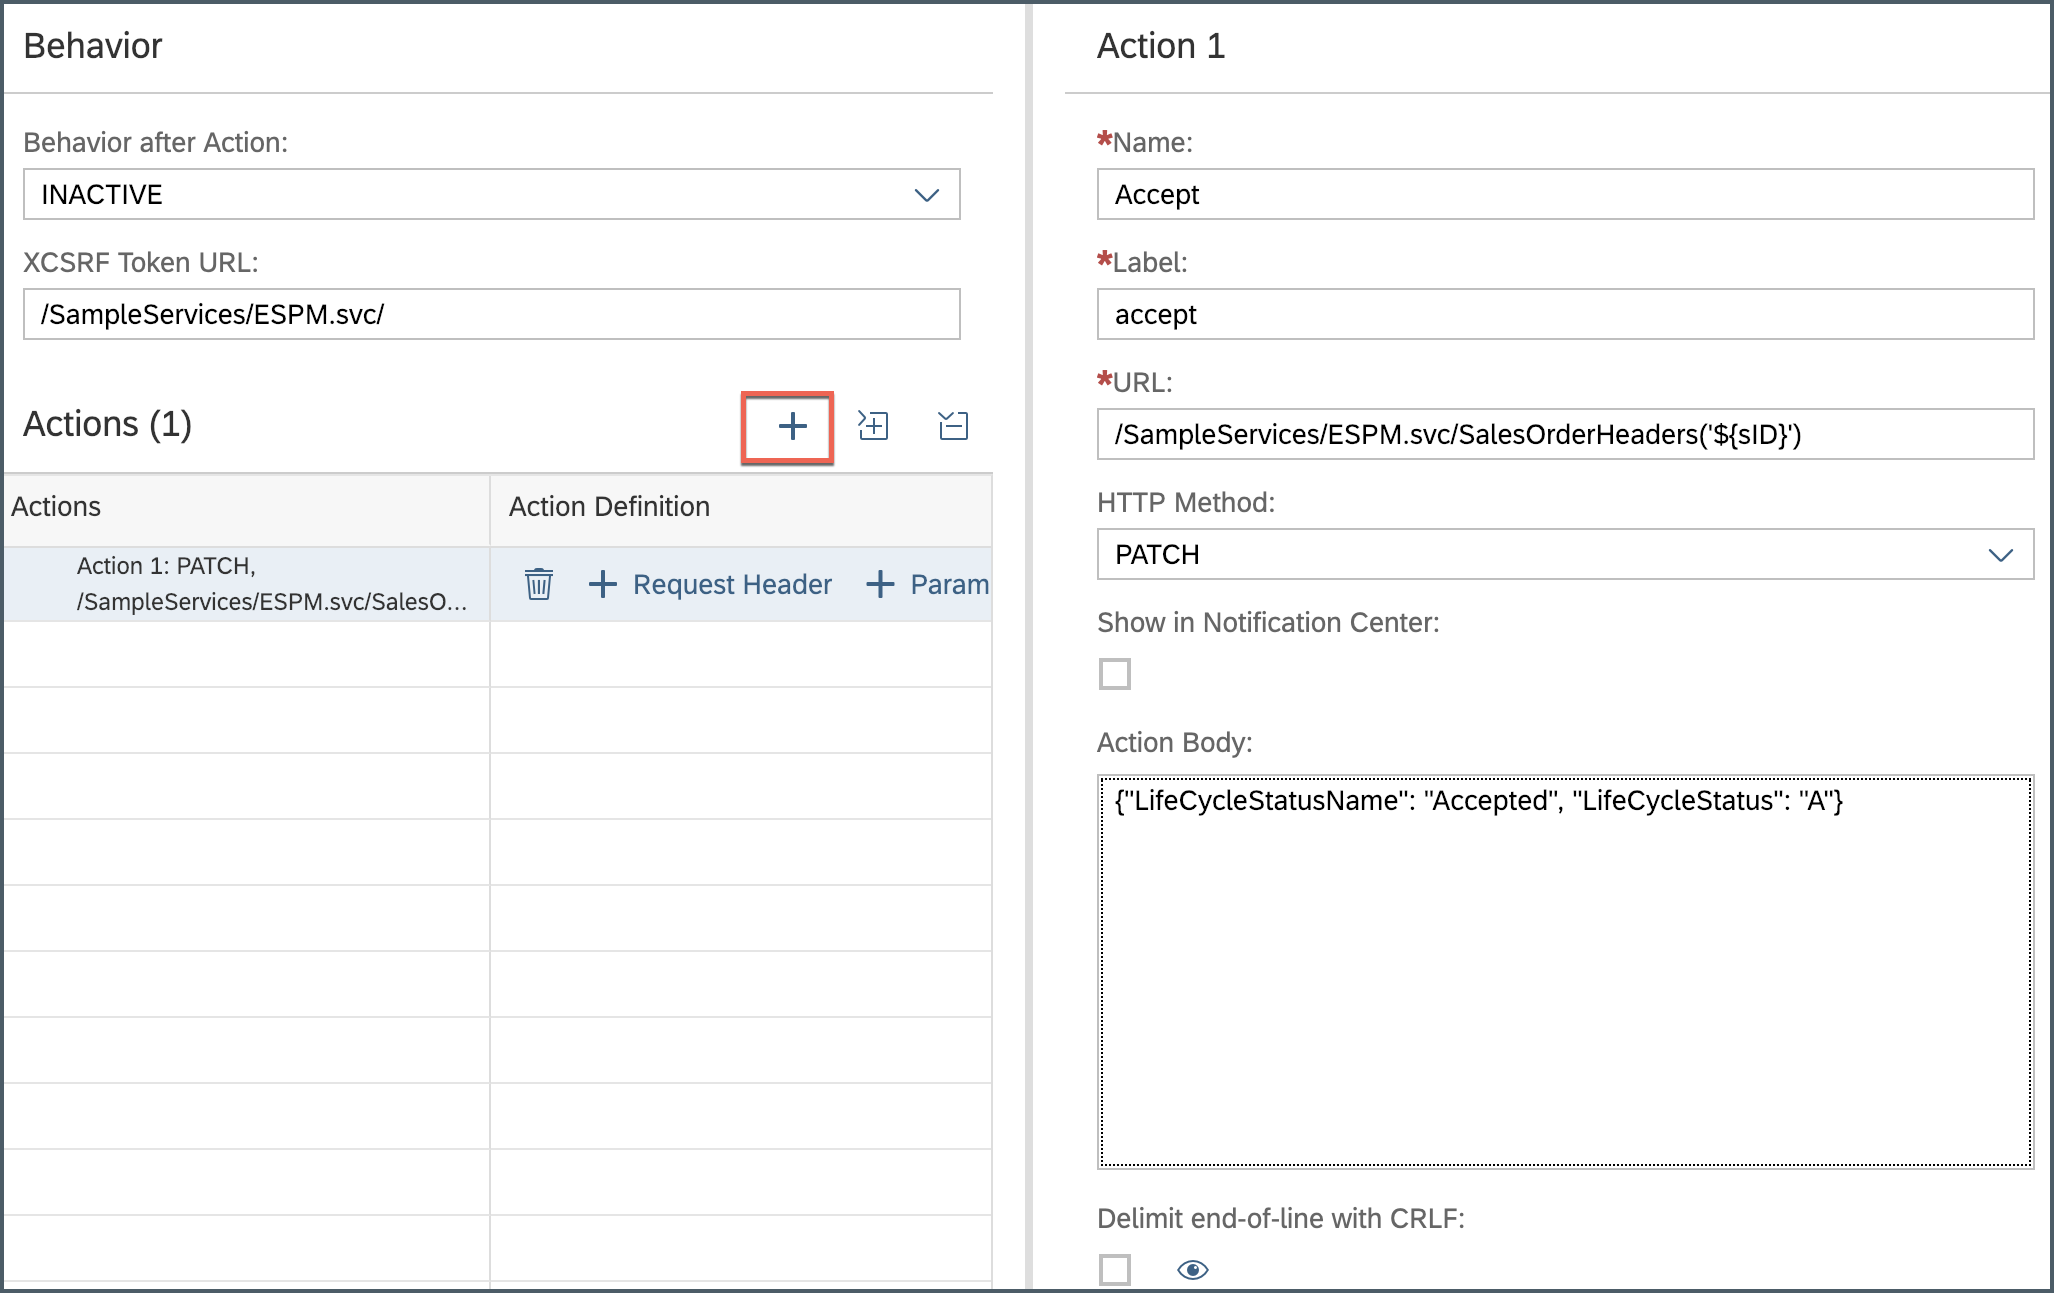 Behavior
Behavior after Action:
INACTIVE
XCSRF Token URL:
/SampleServices/ESPM.svc/
Actions (1)
Actions
Action Definition
Action 1: PATCH,
/SampleServices/ESPM.svc/SalesO...
Request Header
Param
Action 1
*Name:
Accept
*Label:
accept
*URL:
/SampleServices/ESPM.svc/SalesOrderHeaders('${sID}')
HTTP Method:
PATCH
Show in Notification Center:
Action Body:
{"LifeCycleStatusName": "Accepted", "LifeCycleStatus": "A"}
Delimit end-of-line with CRLF: